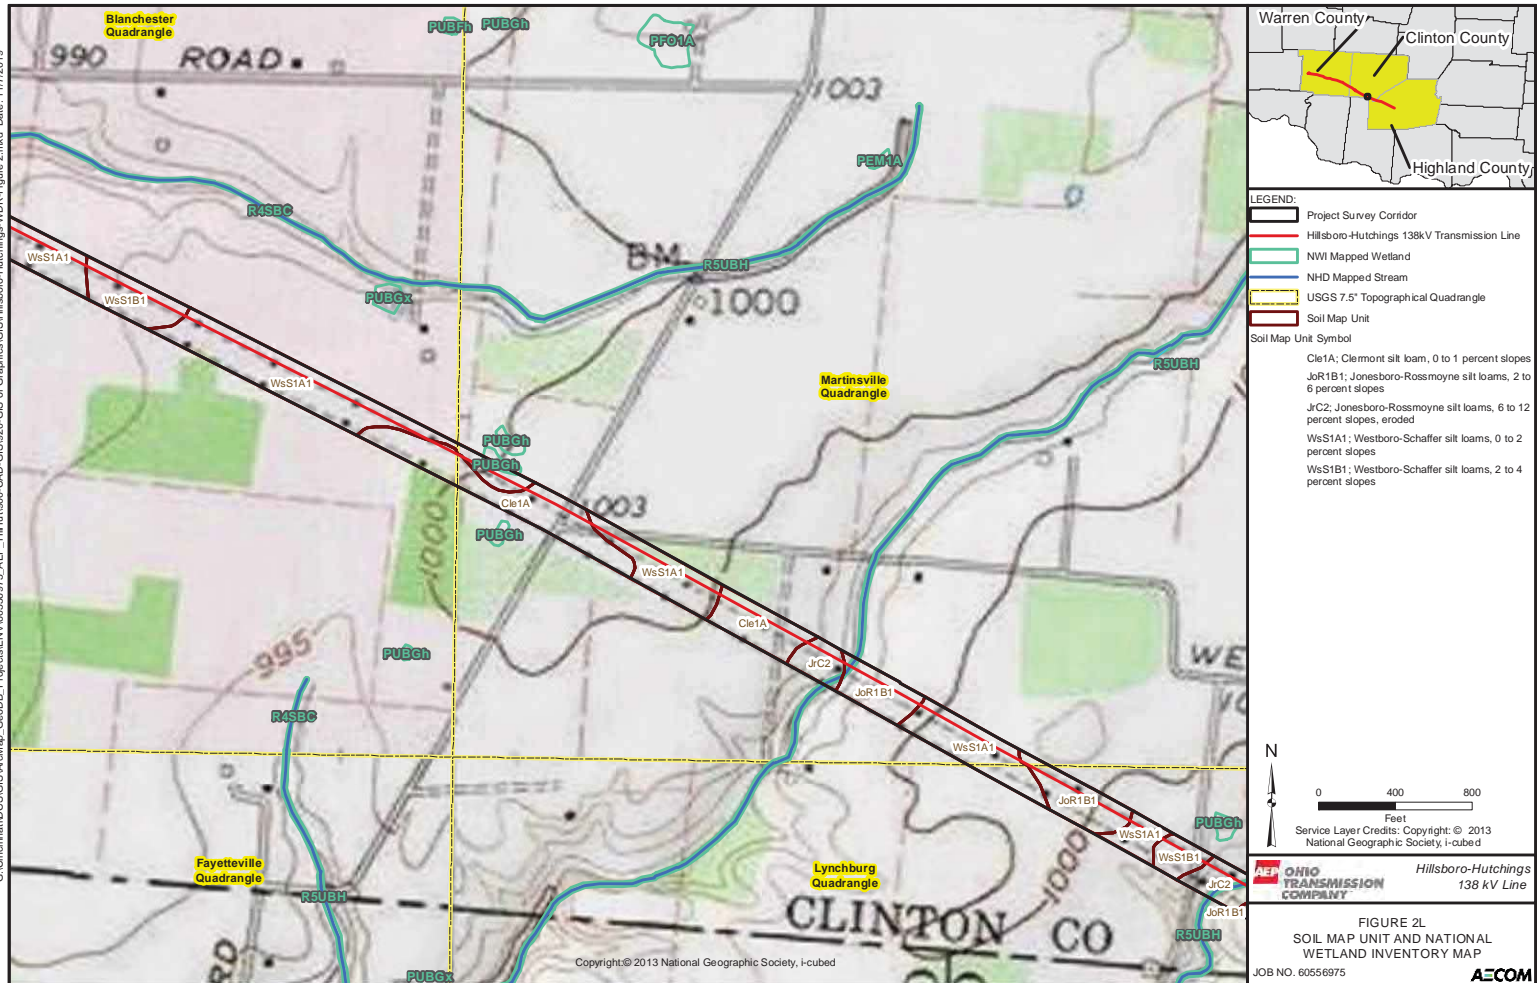 Blanchester
Quadrangle
PUBFh
PUBGh
PFO1A
990
ROAD
1003
PEM1A
R4SBC
BM
R5UBH
1000
PUBGx
WsS1A1
WsS1B1
WsS1A1
Martinsville
Quadrangle
R5UBH
PUBGh
PUBGh
Cle1A
1003
PUBGh
1000
WsS1A1
Cle1A
PUBGh
995
JrC2
JoR1B1
WE
R4SBC
WsS1A1
JoR1B1
WsS1A1
PUBGh
WsS1B1
JrC2
JoR1B1
Fayetteville
Quadrangle
Lynchburg
Quadrangle
R5UBH
1000
CLINTON CO
R5UBH
RD
PUBGx
Copyright:© 2013 National Geographic Society, i-cubed
Warren County
Clinton County
Highland County
LEGEND:
Project Survey Corridor
Hillsboro-Hutchings 138kV Transmission Line
NWI Mapped Wetland
NHD Mapped Stream
USGS 7.5" Topographical Quadrangle
Soil Map Unit
Soil Map Unit Symbol
Cle1A; Clermont silt loam, 0 to 1 percent slopes
JoR1B1; Jonesboro-Rossmoyne silt loams, 2 to
6 percent slopes
JrC2; Jonesboro-Rossmoyne silt loams, 6 to 12
percent slopes, eroded
WsS1A1; Westboro-Schaffer silt loams, 0 to 2
percent slopes
WsS1B1; Westboro-Schaffer silt loams, 2 to 4
percent slopes
N
0 400 800
Feet
Service Layer Credits: Copyright: © 2013
National Geographic Society, i-cubed
AEP OHIO
TRANSMISSION
COMPANY
Hillsboro-Hutchings
138 kV Line
FIGURE 2L
SOIL MAP UNIT AND NATIONAL
WETLAND INVENTORY MAP
JOB NO. 60556975
AECOM